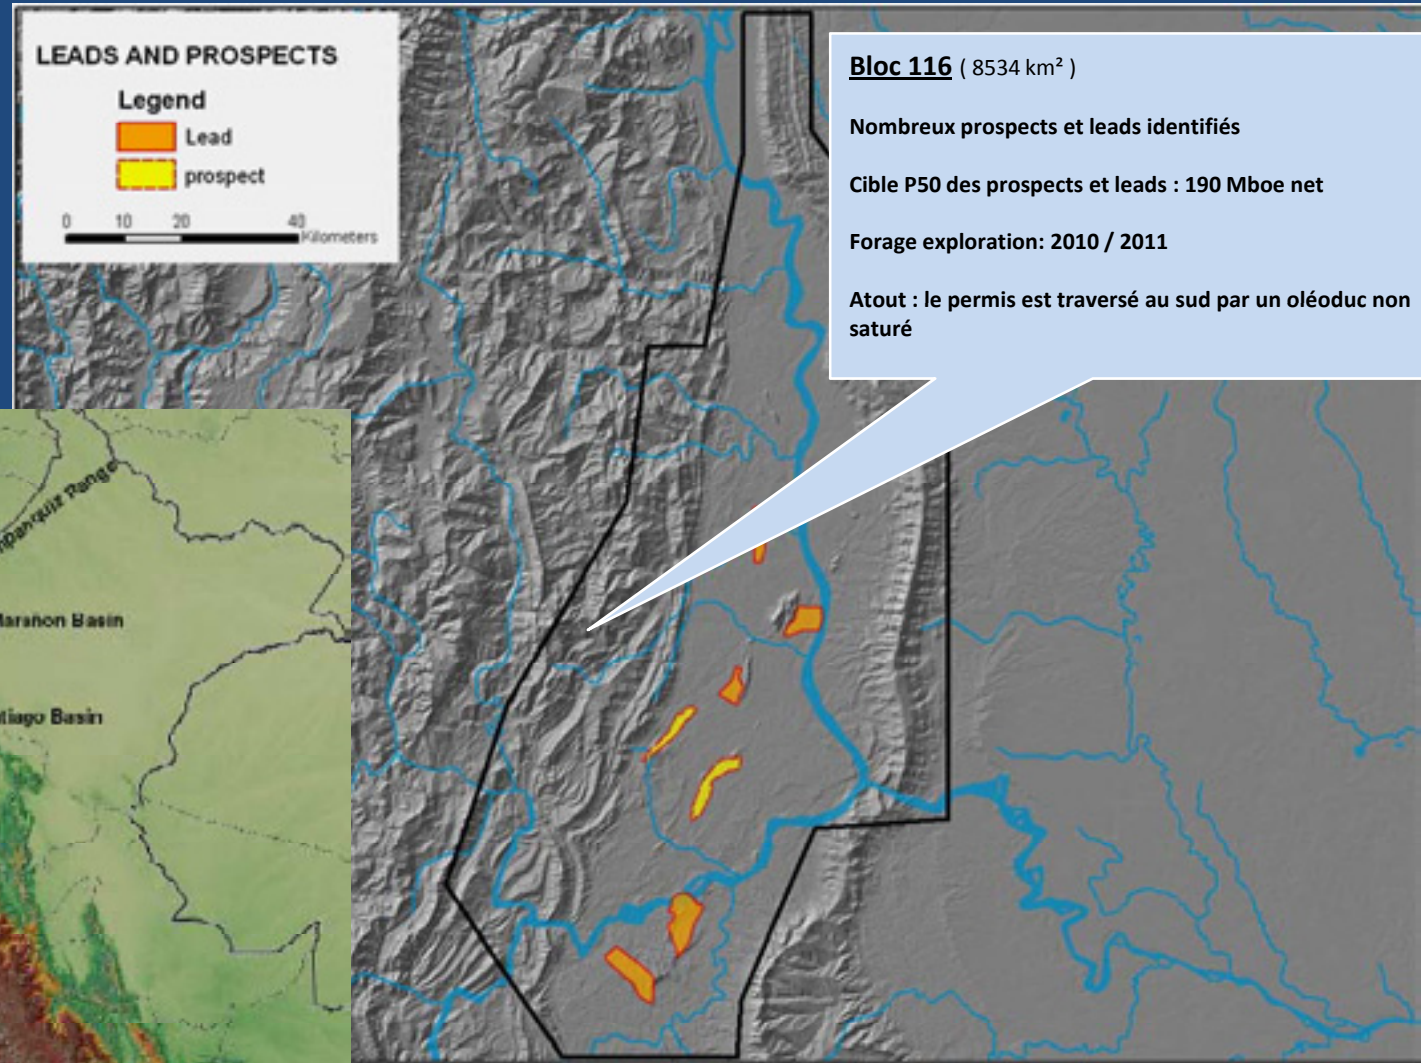 LEADS AND PROSPECTS
Legend
Lead
prospect
0 10 20 40
Kilometers
Bloc 116 ( 8534 km² )
Nombreux prospects et leads identifiés
Cible P50 des prospects et leads : 190 Mboe net
Forage exploration: 2010 / 2011
Atout : le permis est traversé au sud par un oléoduc non
saturé
Range
Marañon Basin
tiago Basin